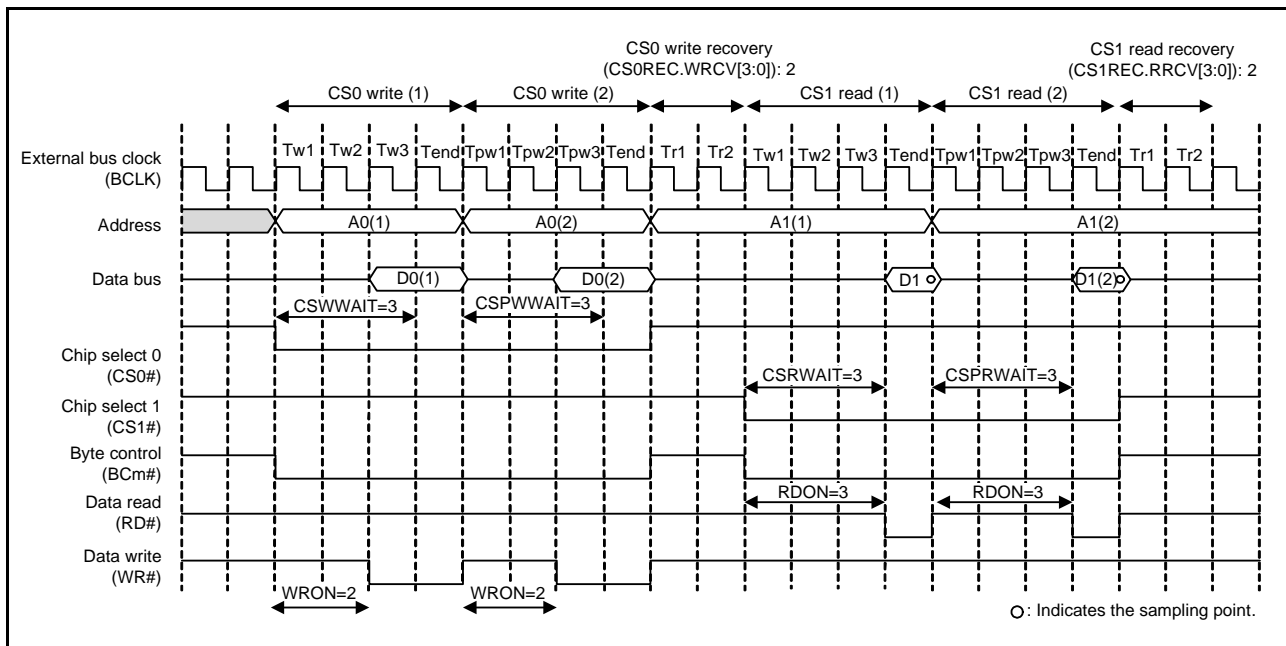 CS0 write recovery
(CS0REC.WRCV[3:0]): 2
CS1 read recovery
(CS1REC.RRCV[3:0]): 2
CS0 write (1)
CS0 write (2)
CS1 read (1)
CS1 read (2)
Tw1 Tw2 Tw3 Tend Tpw1 Tpw2 Tpw3 Tend Tr1 Tr2 Tw1 Tw2 Tw3 Tend Tpw1 Tpw2 Tpw3 Tend Tr1 Tr2
External bus clock
(BCLK)
Address
A0(1) A0(2) A1(1) A1(2)
Data bus
D0(1) D0(2) D1 D1(2)
CSWWAIT=3 CSPWWAIT=3
Chip select 0
(CS0#)
CSRWAIT=3 CSPRWAIT=3
Chip select 1
(CS1#)
Byte control
(BCm#)
RDON=3 RDON=3
Data read
(RD#)
Data write
(WR#)
WRON=2 WRON=2
: Indicates the sampling point.